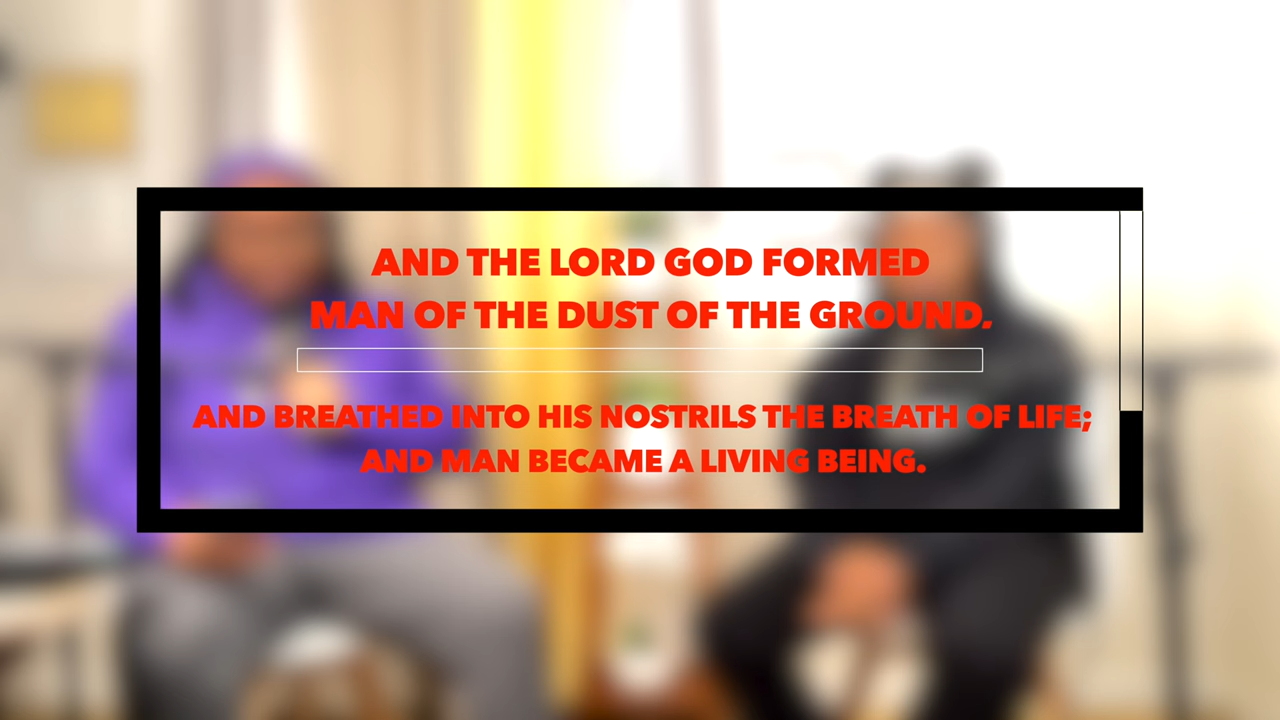 AND THE LORD GOD FORMED
MAN OF THE DUST OF THE GROUND,
AND BREATHED INTO HIS NOSTRILS THE BREATH OF LIFE;
AND MAN BECAME A LIVING BEING.